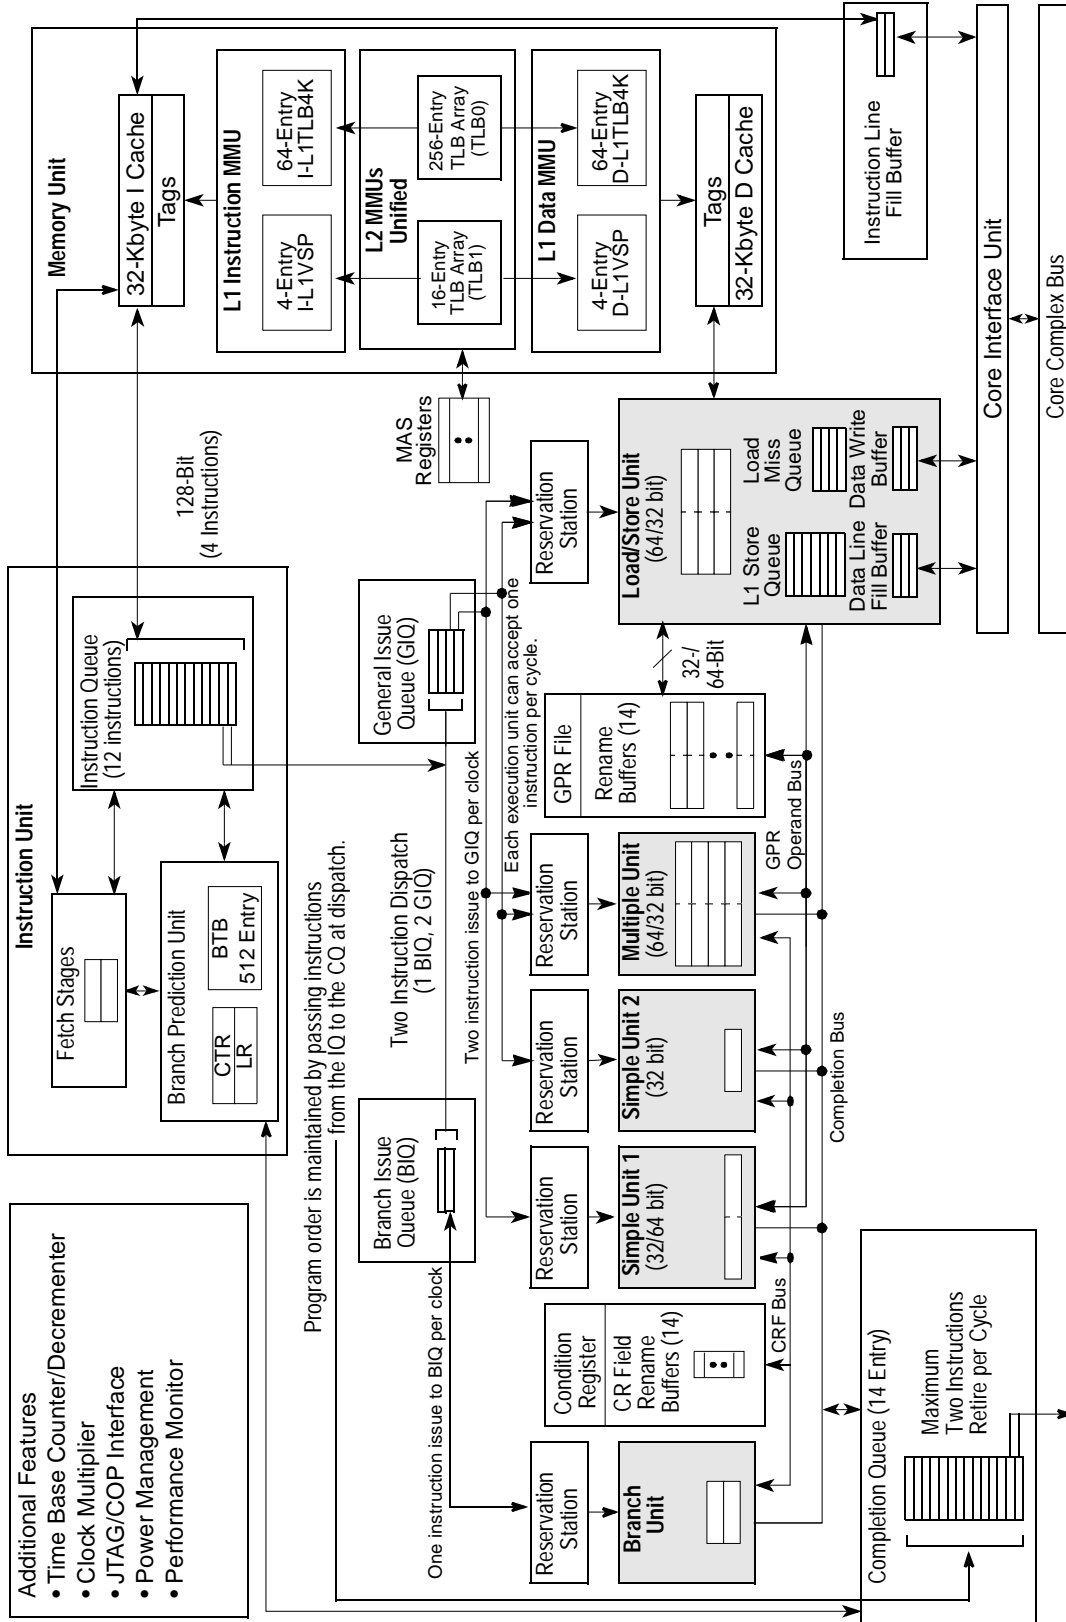 Additional Features
• Time Base Counter/Decrementer
• Clock Multiplier
• JTAG/COP Interface
• Power Management
• Performance Monitor
Instruction Unit
Fetch Stages
Branch Prediction Unit
CTR
LR
BTB
512 Entry
Instruction Queue
(12 instructions)
128-Bit
(4 Instructions)
Memory Unit
32-Kbyte I Cache
Tags
L1 Instruction MMU
4-Entry
I-L1VSP
64-Entry
I-L1TLB4K
L2 MMUs
Unified
16-Entry
TLB Array
(TLB1)
256-Entry
TLB Array
(TLB0)
L1 Data MMU
4-Entry
D-L1VSP
64-Entry
D-L1TLB4K
Tags
32-Kbyte D Cache
MAS
Registers
Program order is maintained by passing instructions
from the IQ to the CQ at dispatch.
Branch Issue
Queue (BIQ)
Two Instruction Dispatch
(1 BIQ, 2 GIQ)
General Issue
Queue (GIQ)
One instruction issue to BIQ per clock
Two instruction issue to GIQ per clock
Each execution unit can accept one
instruction per cycle.
Reservation
Station
Branch
Unit
Condition
Register
CR Field
Rename
Buffers (14)
CRF Bus
Reservation
Station
Simple Unit 1
(32/64 bit)
Reservation
Station
Simple Unit 2
(32 bit)
Reservation
Station
Multiple Unit
(64/32 bit)
GPR File
Rename
Buffers (14)
GPR
Operand Bus
32-/
64-Bit
Reservation
Station
Load/Store Unit
(64/32 bit)
L1 Store
Queue
Load
Miss
Queue
Data Line
Fill Buffer
Data Write
Buffer
Completion Bus
Completion Queue (14 Entry)
Maximum
Two Instructions
Retire per Cycle
Instruction Line
Fill Buffer
Core Interface Unit
Core Complex Bus